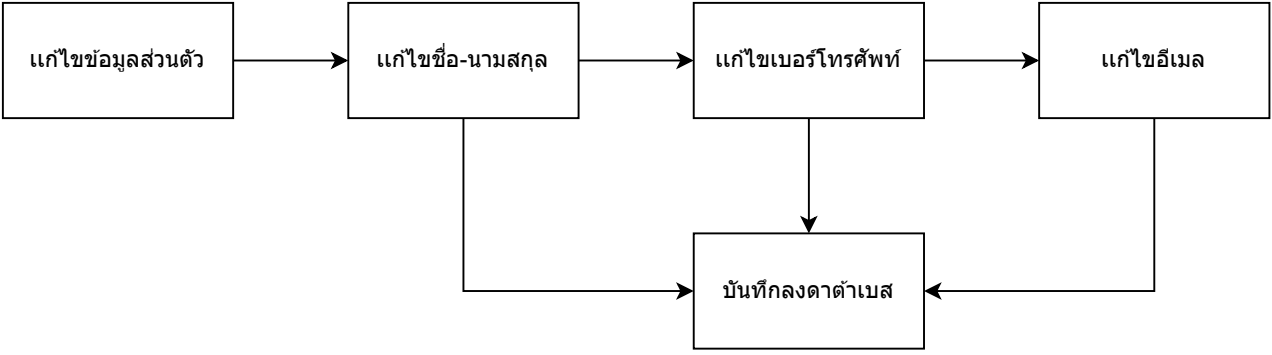 แก้ไขข้อมูลส่วนตัว
แก้ไขชื่อ-นามสกุล
แก้ไขเบอร์โทรศัพท์
แก้ไขอีเมล
บันทึกลงดาต้าเบส